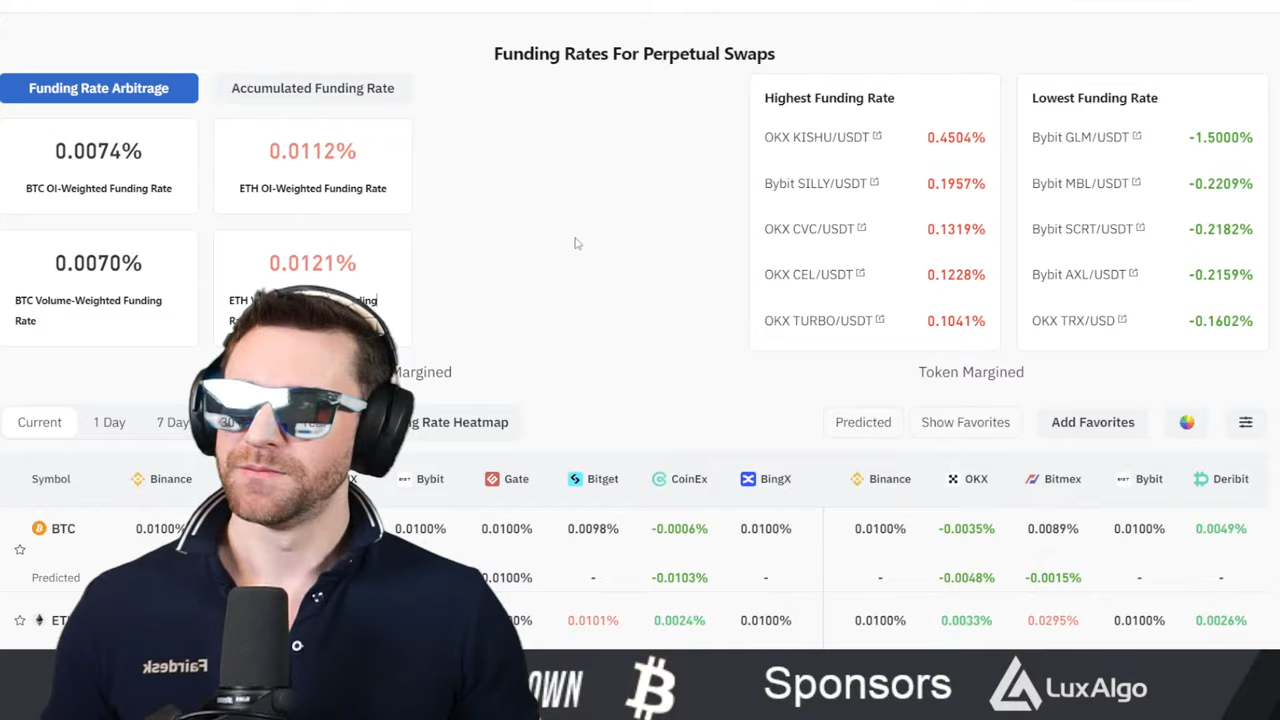 Funding Rates For Perpetual Swaps
Funding Rate Arbitrage
Accumulated Funding Rate
0.0074%
BTC OI-Weighted Funding Rate
0.0112%
ETH OI-Weighted Funding Rate
0.0070%
BTC Volume-Weighted Funding
Rate
0.0121%
Highest Funding Rate
OKX KISHU/USDT 0.4504%
Bybit SILLY/USDT 0.1957%
OKX CVC/USDT 0.1319%
OKX CEL/USDT 0.1228%
OKX TURBO/USDT 0.1041%
Lowest Funding Rate
Bybit GLM/USDT -1.5000%
Bybit MBL/USDT -0.2209%
Bybit SCRT/USDT -0.2182%
Bybit AXL/USDT -0.2159%
OKX TRX/USD -0.1602%
Margined
Token Margined
Current 1 Day 7 Day Rate Heatmap Predicted Show Favorites Add Favorites
Symbol Binance Bybit Gate Bitget CoinEx BingX Binance OKX Bitmex Bybit Deribit
BTC 0.0100% 0.0100% 0.0100% 0.0098% -0.0006% 0.0100% 0.0100% -0.0035% 0.0089% 0.0100% 0.0049%
Predicted 0.0100% - -0.0103% - - -0.0048% -0.0015% - -
0.0101% 0.0024% 0.0100% 0.0100% 0.0033% 0.0295% 0.0100% 0.0026%
Fairdesk
OWN Sponsors LuxAlgo